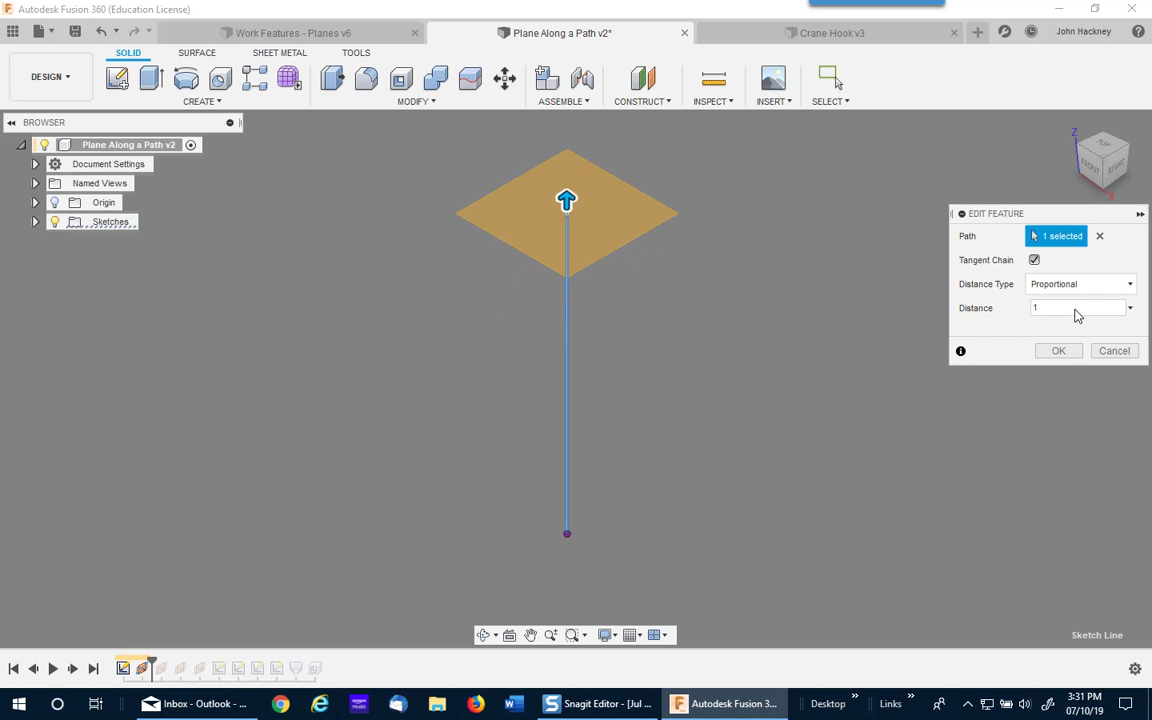 Autodesk Fusion 360 (Education License)
Work Features - Planes v6
Plane Along a Path v2*
Crane Hook v3
John Hackney
SOLID SURFACE SHEET METAL TOOLS
DESIGN
CREATE
MODIFY
ASSEMBLE
CONSTRUCT
INSPECT
INSERT
SELECT
BROWSER
Plane Along a Path v2
Document Settings
Named Views
Origin
Sketches
Z
TOP
FRONT
RIGHT
X
EDIT FEATURE
Path 1 selected
Tangent Chain
Distance Type Proportional
Distance 1
OK Cancel
Sketch Line
Inbox - Outlook - ...
Snagit Editor - [Jul ...
Autodesk Fusion 3...
Desktop
Links
3:31 PM
07/10/19